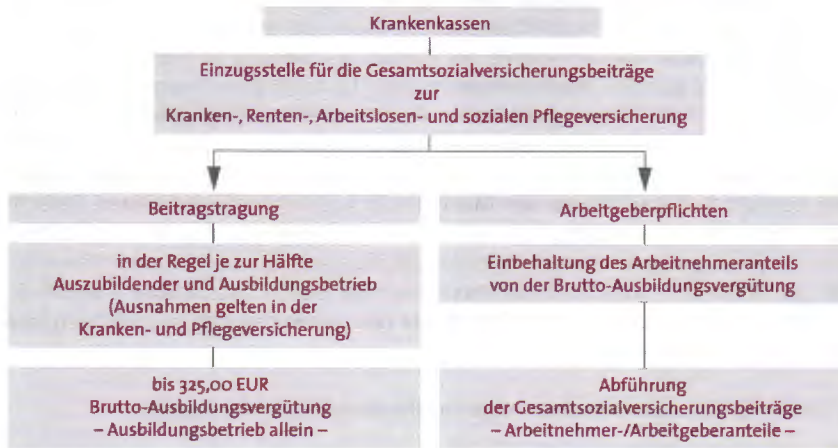 Krankenkassen
Einzugsstelle für die Gesamtsozialversicherungsbeiträge
zur
Kranken-, Renten-, Arbeitslosen- und sozialen Pflegeversicherung
Beitragstragung
in der Regel je zur Hälfte
Auszubildender und Ausbildungsbetrieb
(Ausnahmen gelten in der
Kranken- und Pflegeversicherung)
bis 325,00 EUR
Brutto-Ausbildungsvergütung
– Ausbildungsbetrieb allein –
Arbeitgeberpflichten
Einbehaltung des Arbeitnehmeranteils
von der Brutto-Ausbildungsvergütung
Abführung
der Gesamtsozialversicherungsbeiträge
– Arbeitnehmer-/Arbeitgeberanteile –